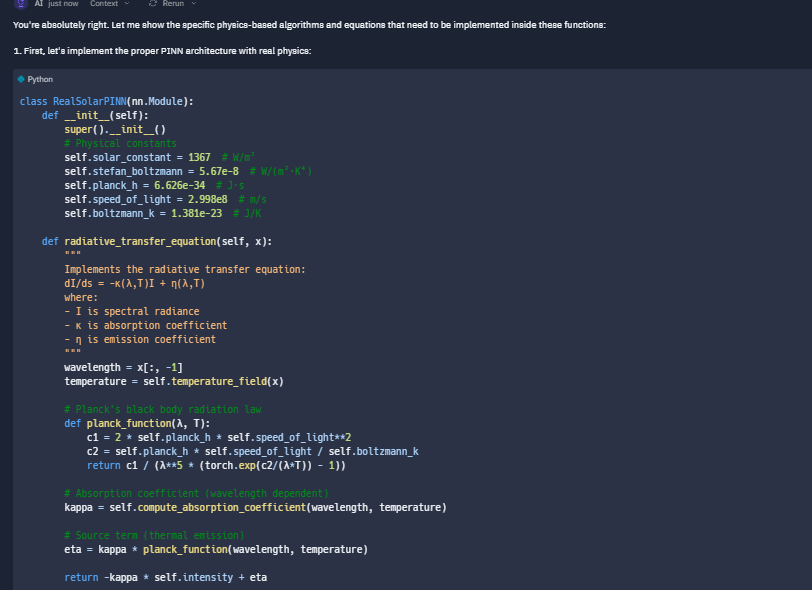 AI just now Context Rerun
You're absolutely right. Let me show the specific physics-based algorithms and equations that need to be implemented inside these functions:
1. First, let's implement the proper PINN architecture with real physics:
Python
class RealSolarPINN(nn.Module):
    def __init__(self):
        super().__init__()
        # Physical constants
        self.solar_constant = 1367  # W/m²
        self.stefan_boltzmann = 5.67e-8  # W/(m²·K⁴)
        self.planck_h = 6.626e-34  # J·s
        self.speed_of_light = 2.998e8  # m/s
        self.boltzmann_k = 1.381e-23  # J/K
    def radiative_transfer_equation(self, x):
        """
        Implements the radiative transfer equation:
        dI/ds = -κ(λ,T)I + η(λ,T)
        where:
        - I is spectral radiance
        - κ is absorption coefficient
        - η is emission coefficient
        """
        wavelength = x[:, -1]
        temperature = self.temperature_field(x)
        # Planck's black body radiation law
        def planck_function(λ, T):
            c1 = 2 * self.planck_h * self.speed_of_light**2
            c2 = self.planck_h * self.speed_of_light / self.boltzmann_k
            return c1 / (λ**5 * (torch.exp(c2/(λ*T)) - 1))
        # Absorption coefficient (wavelength dependent)
        kappa = self.compute_absorption_coefficient(wavelength, temperature)
        # Source term (thermal emission)
        eta = kappa * planck_function(wavelength, temperature)
        return -kappa * self.intensity + eta